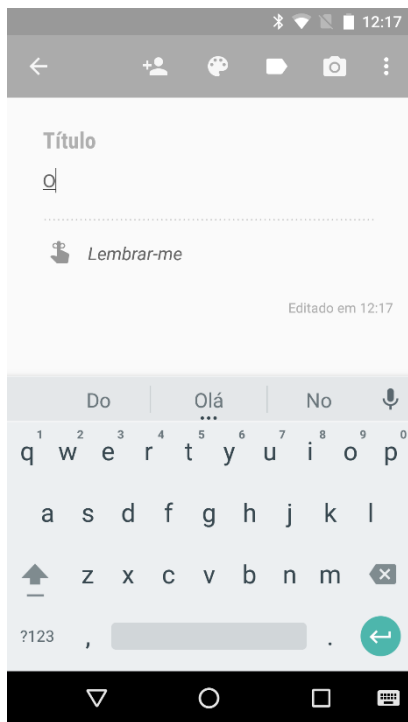 12:17
Título
O
Lembrar-me
Editado em 12:17
Do Olá No
1 2 3 4 5 6 7 8 9 0
q w e r t y u i o p
a s d f g h j k l
z x c v b n m
?123 , .